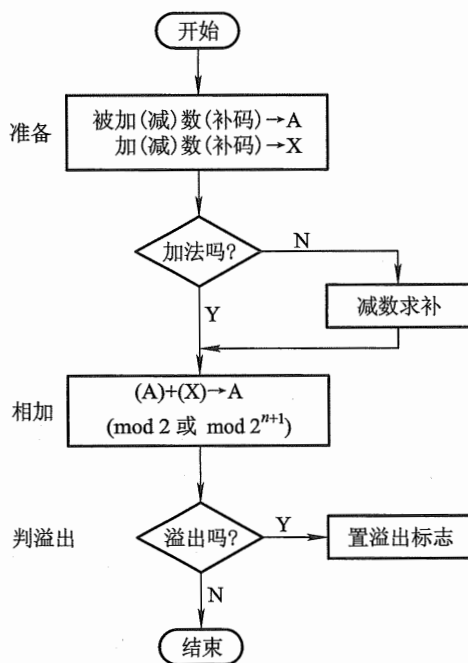 开始
准备
被加(减)数(补码)→A
加(减)数(补码)→X
加法吗?
N
Y
减数求补
相加
(A)+(X)→A
(mod 2 或 mod 2ⁿ⁺¹)
判溢出
溢出吗?
Y
置溢出标志
N
结束